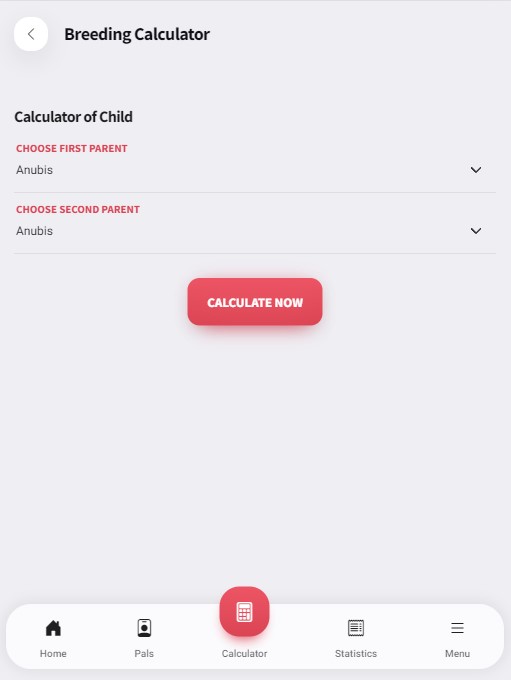 Breeding Calculator
Calculator of Child
CHOOSE FIRST PARENT
Anubis
CHOOSE SECOND PARENT
Anubis
CALCULATE NOW
Home Pals Calculator Statistics Menu